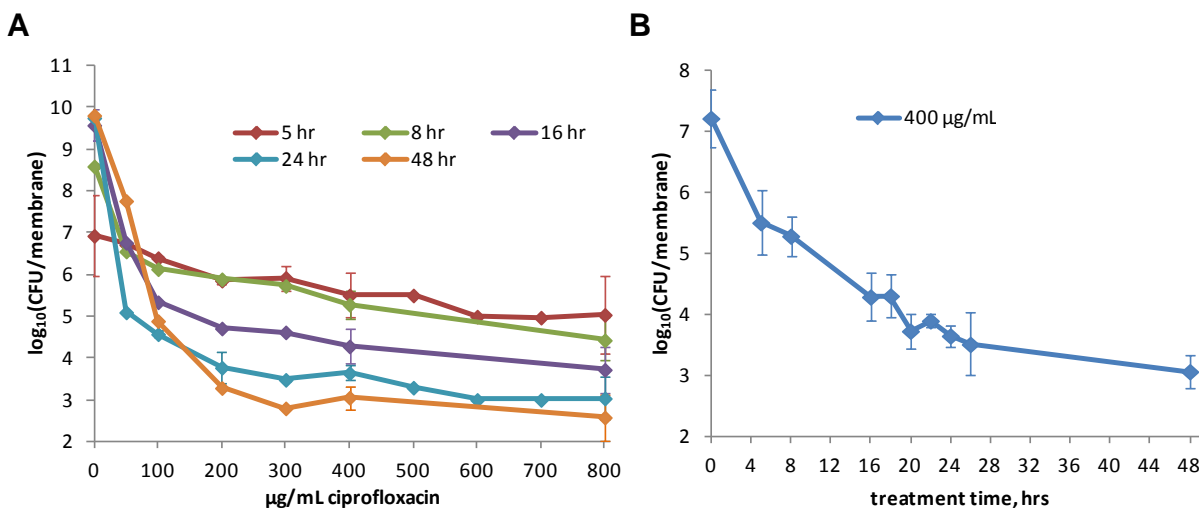 A
log₁₀(CFU/membrane)
11
10
9
8
7
6
5
4
3
2
5 hr 8 hr 16 hr
24 hr 48 hr
0 100 200 300 400 500 600 700 800
µg/mL ciprofloxacin
B
log₁₀(CFU/membrane)
8
7
6
5
4
3
2
400 µg/mL
0 4 8 12 16 20 24 28 32 36 40 44 48
treatment time, hrs